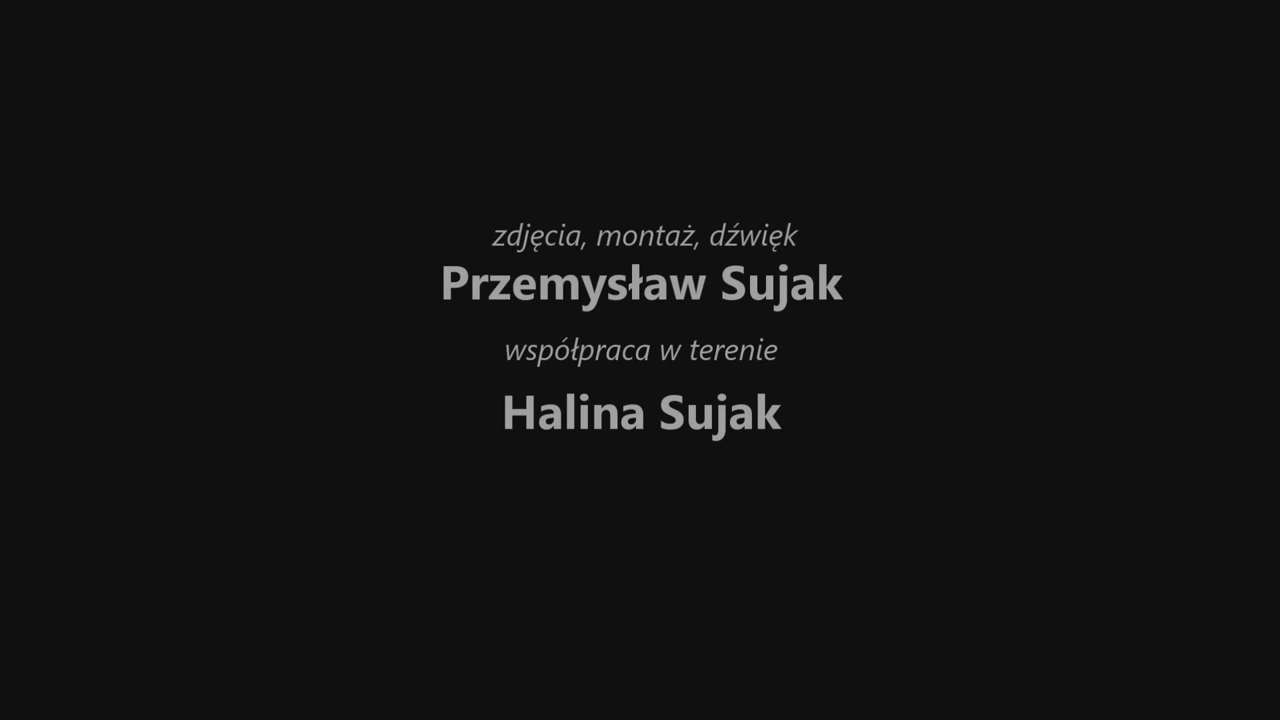 zdjęcia, montaż, dźwięk
Przemysław Sujak
współpraca w terenie
Halina Sujak